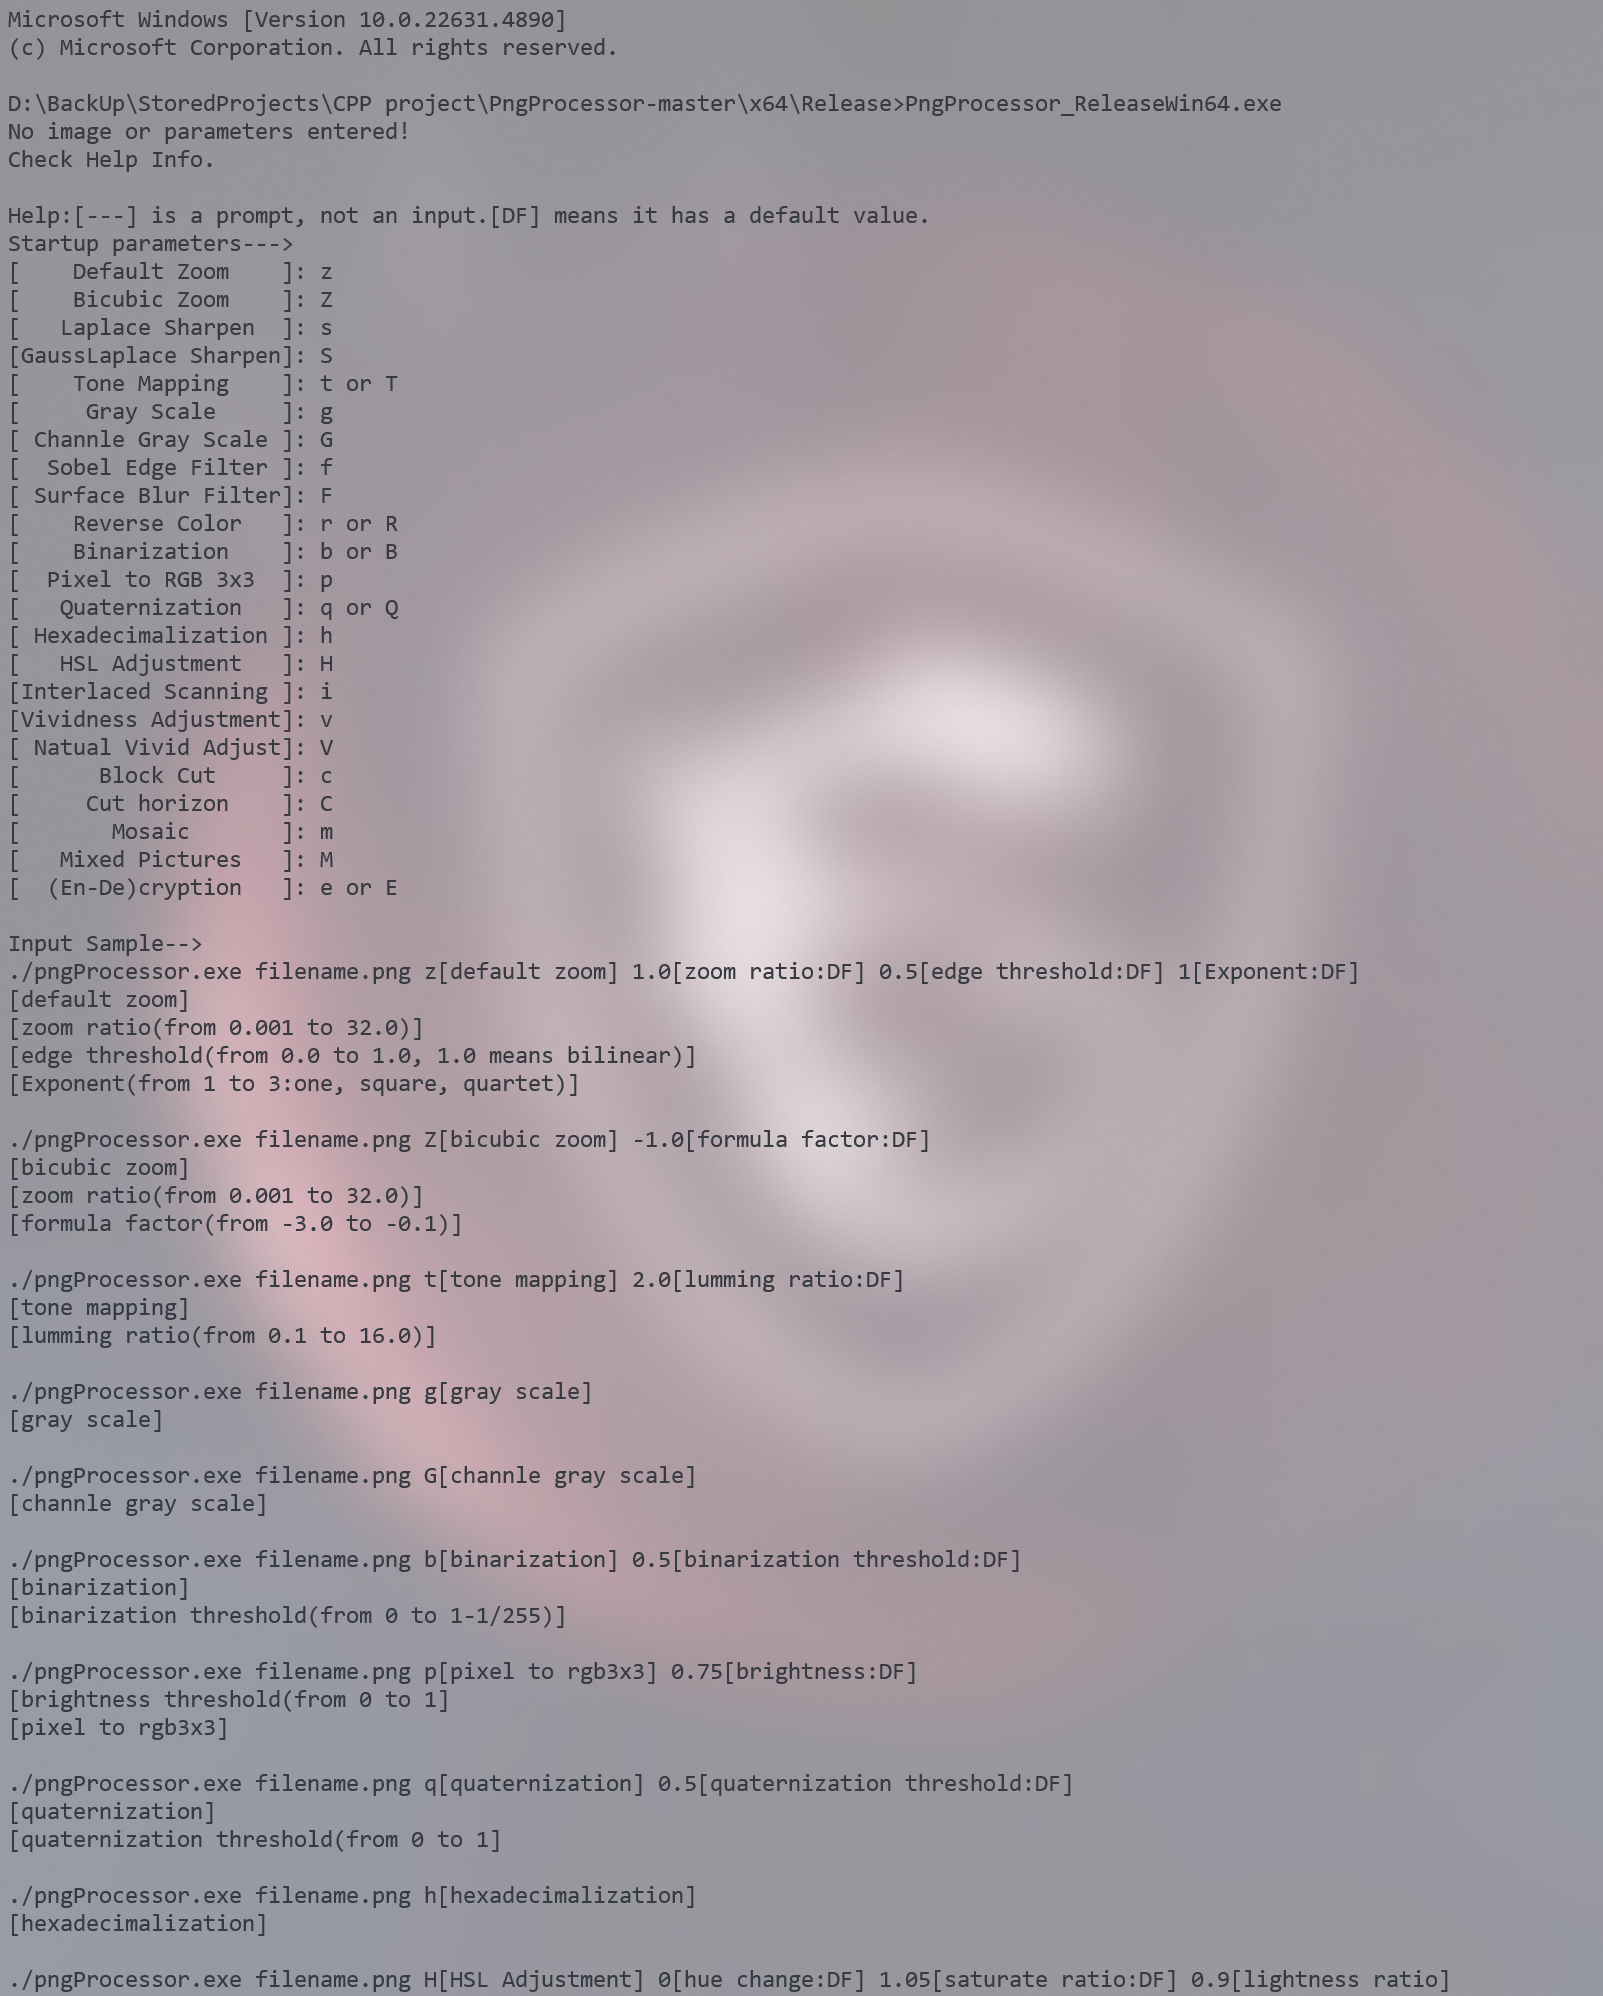 Microsoft Windows [Version 10.0.22631.4890]
(c) Microsoft Corporation. All rights reserved.
D:\BackUp\StoredProjects\CPP project\PngProcessor-master\x64\Release>PngProcessor_ReleaseWin64.exe
No image or parameters entered!
Check Help Info.
Help:[---] is a prompt, not an input.[DF] means it has a default value.
Startup parameters--->
[    Default Zoom    ]: z
[    Bicubic Zoom    ]: Z
[   Laplace Sharpen  ]: s
[GaussLaplace Sharpen]: S
[    Tone Mapping    ]: t or T
[     Gray Scale     ]: g
[ Channle Gray Scale ]: G
[  Sobel Edge Filter ]: f
[ Surface Blur Filter]: F
[    Reverse Color   ]: r or R
[    Binarization    ]: b or B
[  Pixel to RGB 3x3  ]: p
[   Quaternization   ]: q or Q
[ Hexadecimalization ]: h
[   HSL Adjustment   ]: H
[Interlaced Scanning ]: i
[Vividness Adjustment]: v
[ Natual Vivid Adjust]: V
[      Block Cut     ]: c
[     Cut horizon    ]: C
[       Mosaic       ]: m
[   Mixed Pictures   ]: M
[  (En-De)cryption   ]: e or E
Input Sample-->
./pngProcessor.exe filename.png z[default zoom] 1.0[zoom ratio:DF] 0.5[edge threshold:DF] 1[Exponent:DF]
[default zoom]
[zoom ratio(from 0.001 to 32.0)]
[edge threshold(from 0.0 to 1.0, 1.0 means bilinear)]
[Exponent(from 1 to 3:one, square, quartet)]
./pngProcessor.exe filename.png Z[bicubic zoom] -1.0[formula factor:DF]
[bicubic zoom]
[zoom ratio(from 0.001 to 32.0)]
[formula factor(from -3.0 to -0.1)]
./pngProcessor.exe filename.png t[tone mapping] 2.0[lumming ratio:DF]
[tone mapping]
[lumming ratio(from 0.1 to 16.0)]
./pngProcessor.exe filename.png g[gray scale]
[gray scale]
./pngProcessor.exe filename.png G[channle gray scale]
[channle gray scale]
./pngProcessor.exe filename.png b[binarization] 0.5[binarization threshold:DF]
[binarization]
[binarization threshold(from 0 to 1-1/255)]
./pngProcessor.exe filename.png p[pixel to rgb3x3] 0.75[brightness:DF]
[brightness threshold(from 0 to 1]
[pixel to rgb3x3]
./pngProcessor.exe filename.png q[quaternization] 0.5[quaternization threshold:DF]
[quaternization]
[quaternization threshold(from 0 to 1]
./pngProcessor.exe filename.png h[hexadecimalization]
[hexadecimalization]
./pngProcessor.exe filename.png H[HSL Adjustment] 0[hue change:DF] 1.05[saturate ratio:DF] 0.9[lightness ratio]